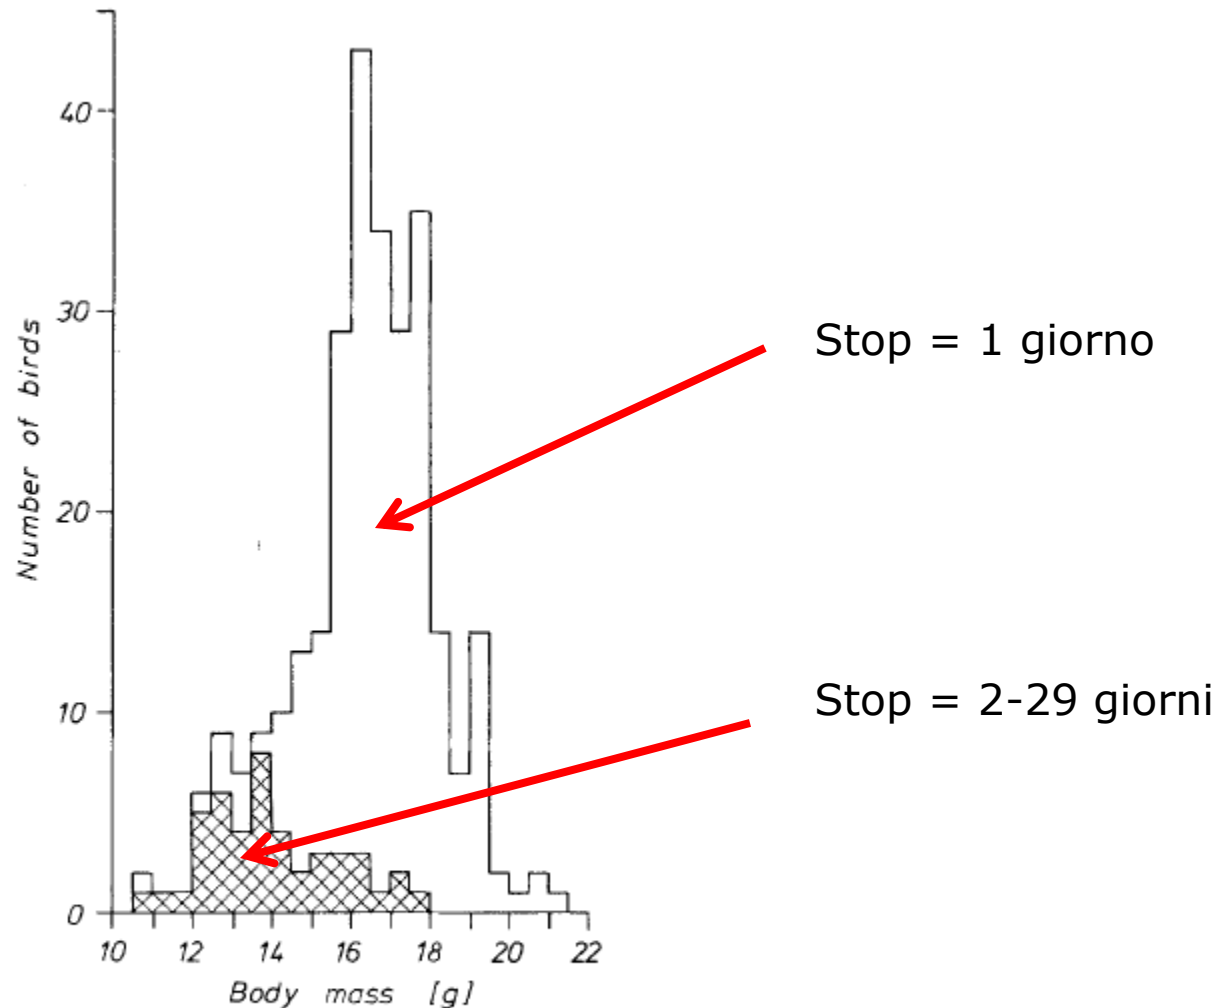 40
30
20
10
0
Number of birds
10 12 14 16 18 20 22
Body mass [g]
Stop = 1 giorno
Stop = 2-29 giorni